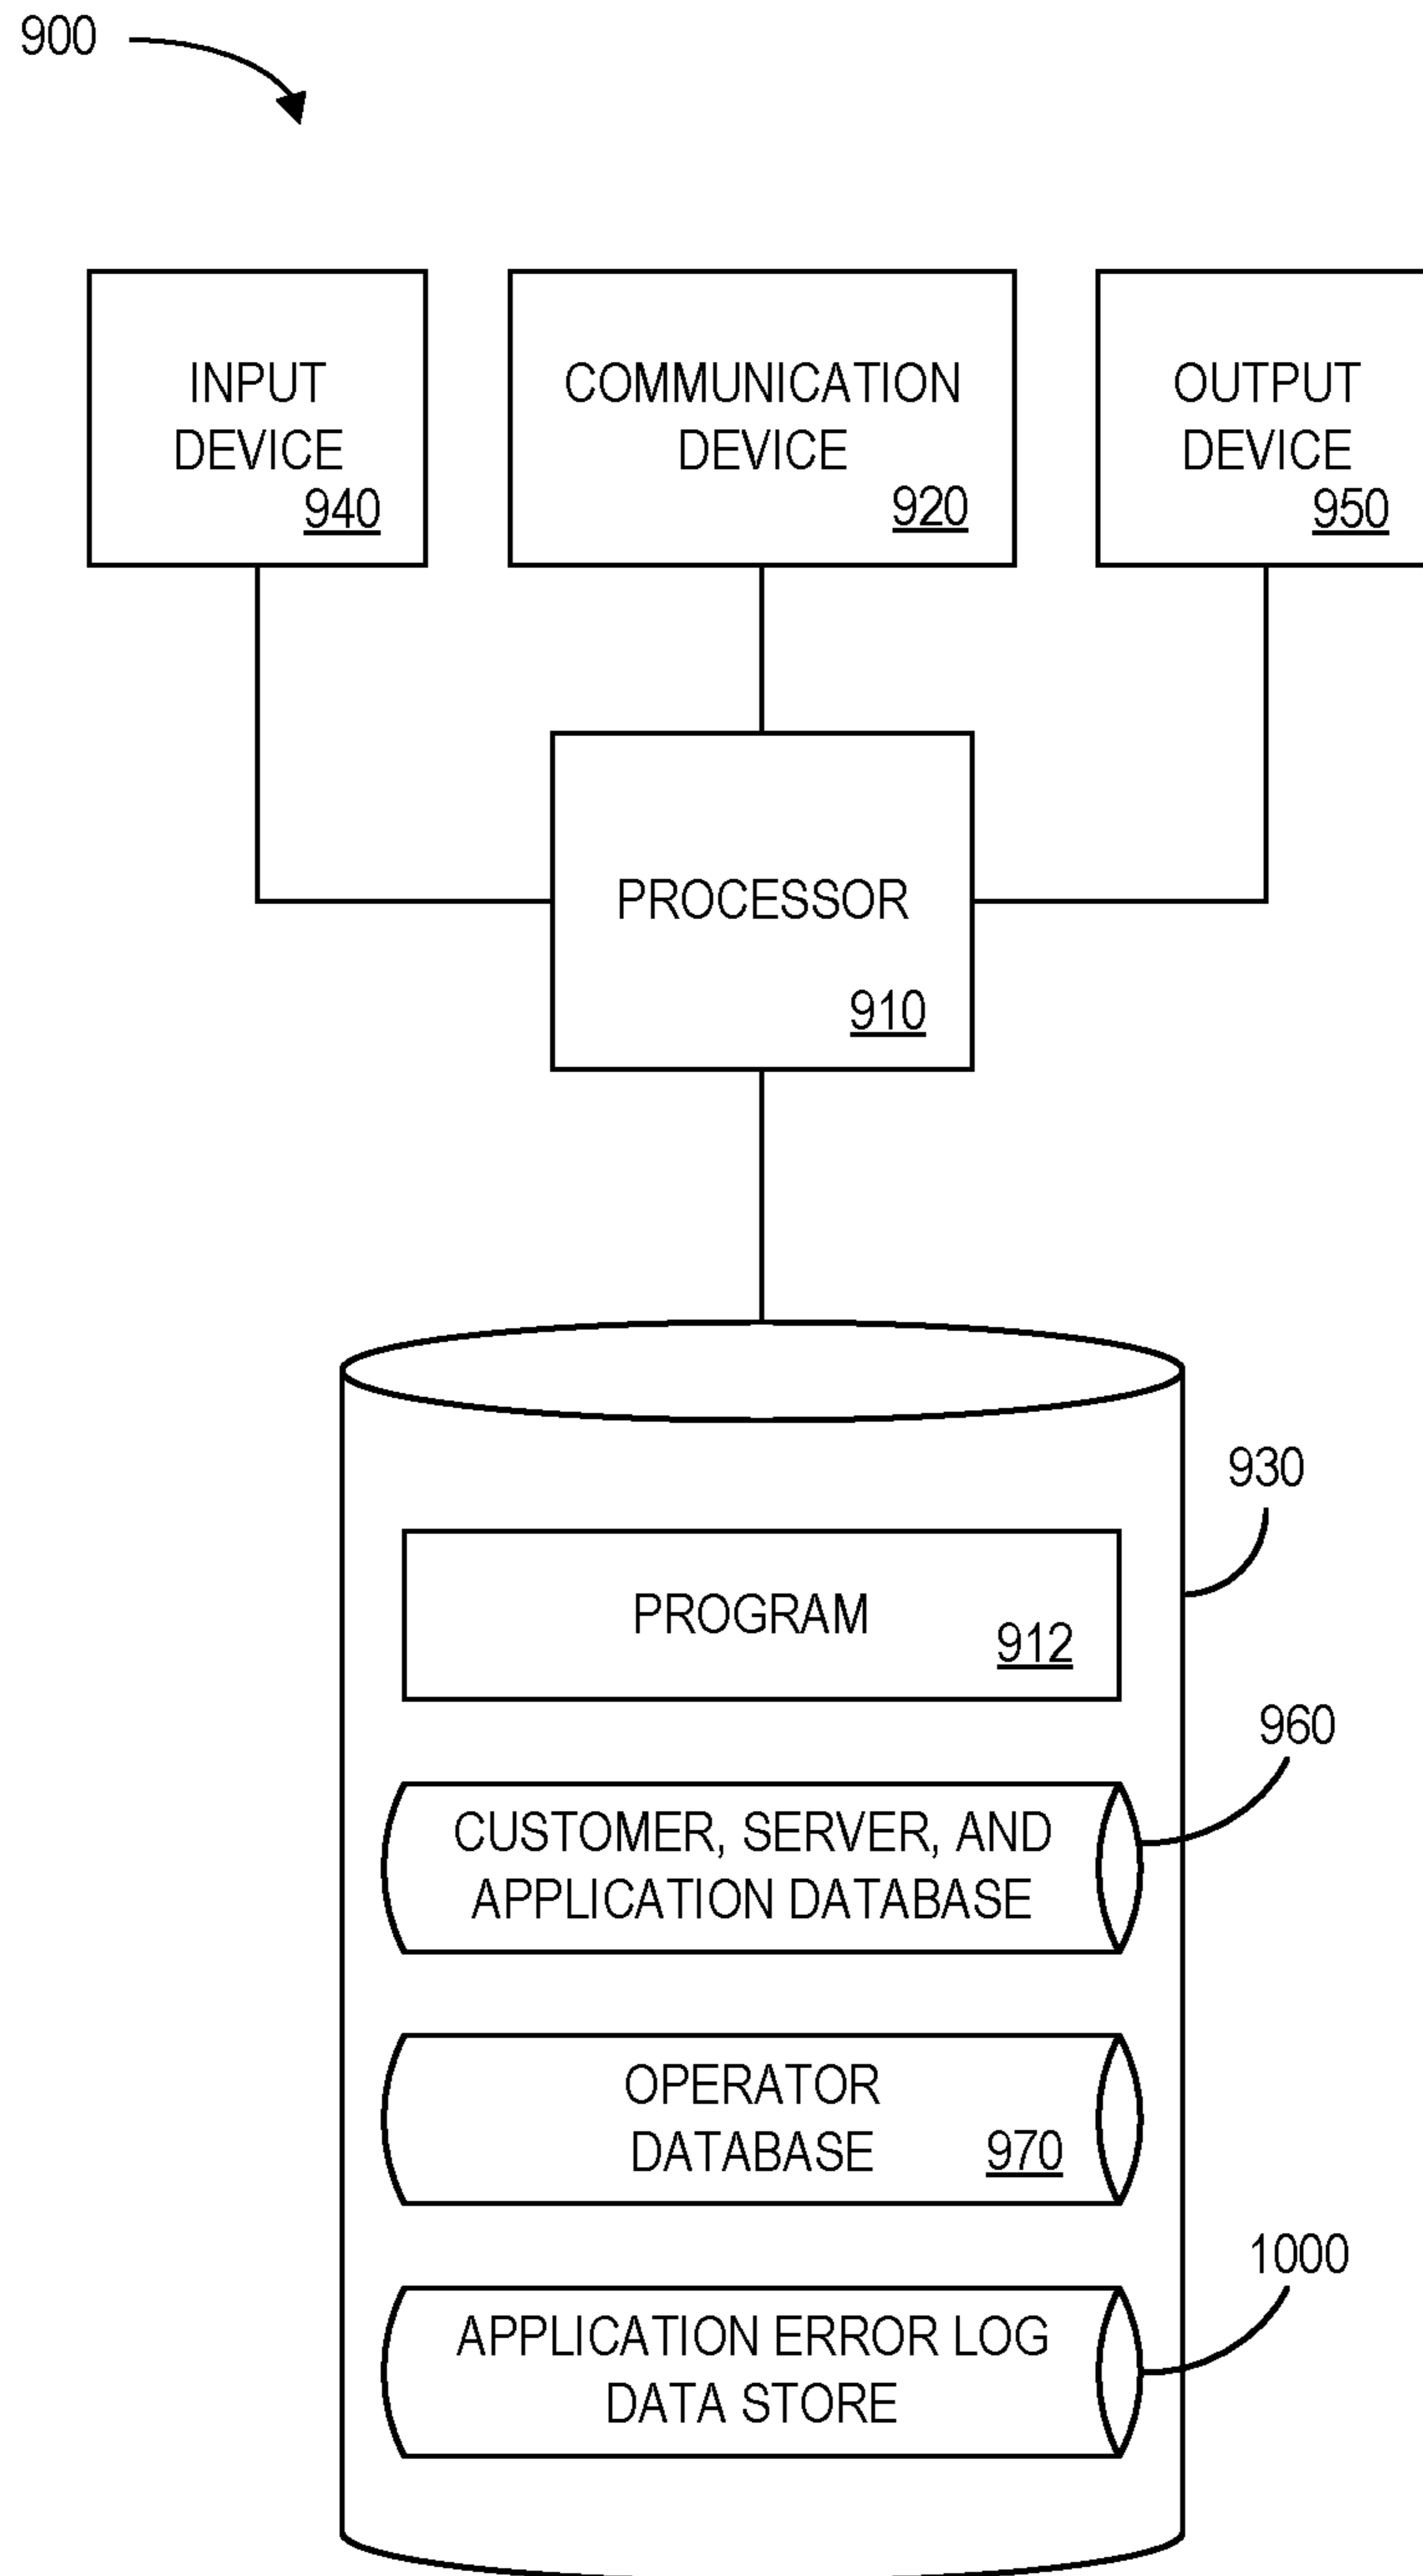 900
INPUT
DEVICE
940
COMMUNICATION
DEVICE
920
OUTPUT
DEVICE
950
PROCESSOR
910
930
PROGRAM
912
960
CUSTOMER, SERVER, AND
APPLICATION DATABASE
OPERATOR
DATABASE
970
1000
APPLICATION ERROR LOG
DATA STORE